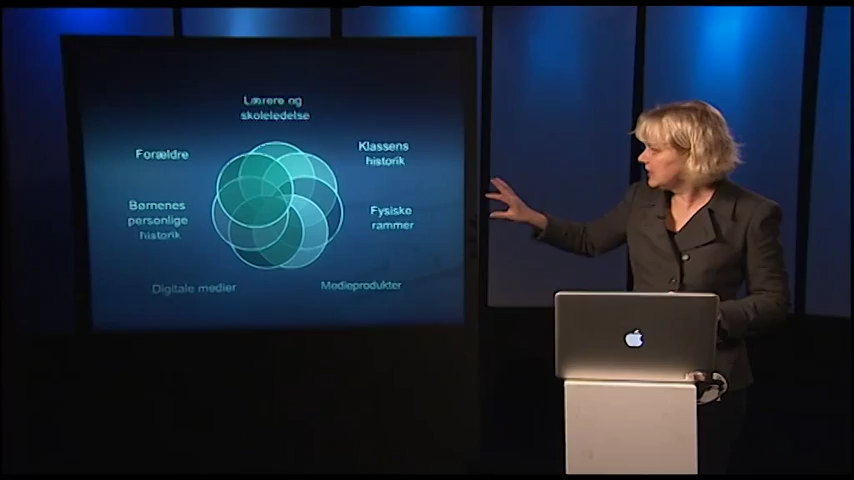 Lærere og
skoleledelse
Forældre
Klassens
historik
Børnenes
personlige
historik
Fysiske
rammer
Digitale medier
Medieprodukter